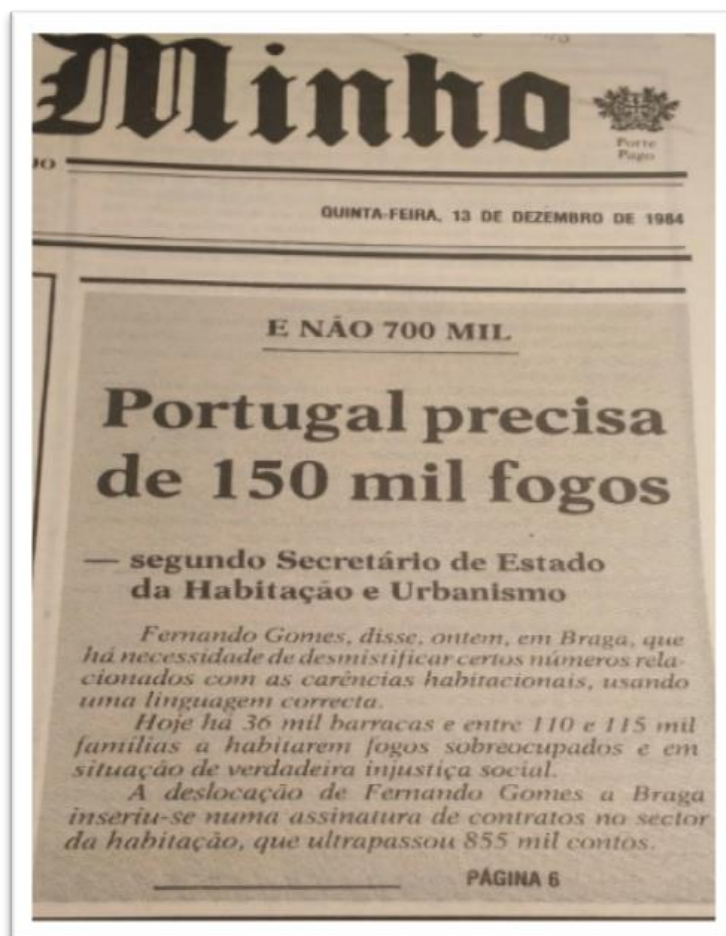 Minho
Porte
Pago
QUINTA-FEIRA, 13 DE DEZEMBRO DE 1984
E NÃO 700 MIL
Portugal precisa
de 150 mil fogos
— segundo Secretário de Estado
da Habitação e Urbanismo
Fernando Gomes, disse, ontem, em Braga, que
há necessidade de desmistificar certos números rela-
cionados com as carências habitacionais, usando
uma linguagem correcta.
Hoje há 36 mil barracas e entre 110 e 115 mil
famílias a habitarem fogos sobreocupados e em
situação de verdadeira injustiça social.
A deslocação de Fernando Gomes a Braga
inseriu-se numa assinatura de contratos no sector
da habitação, que ultrapassou 855 mil contos.
PÁGINA 6